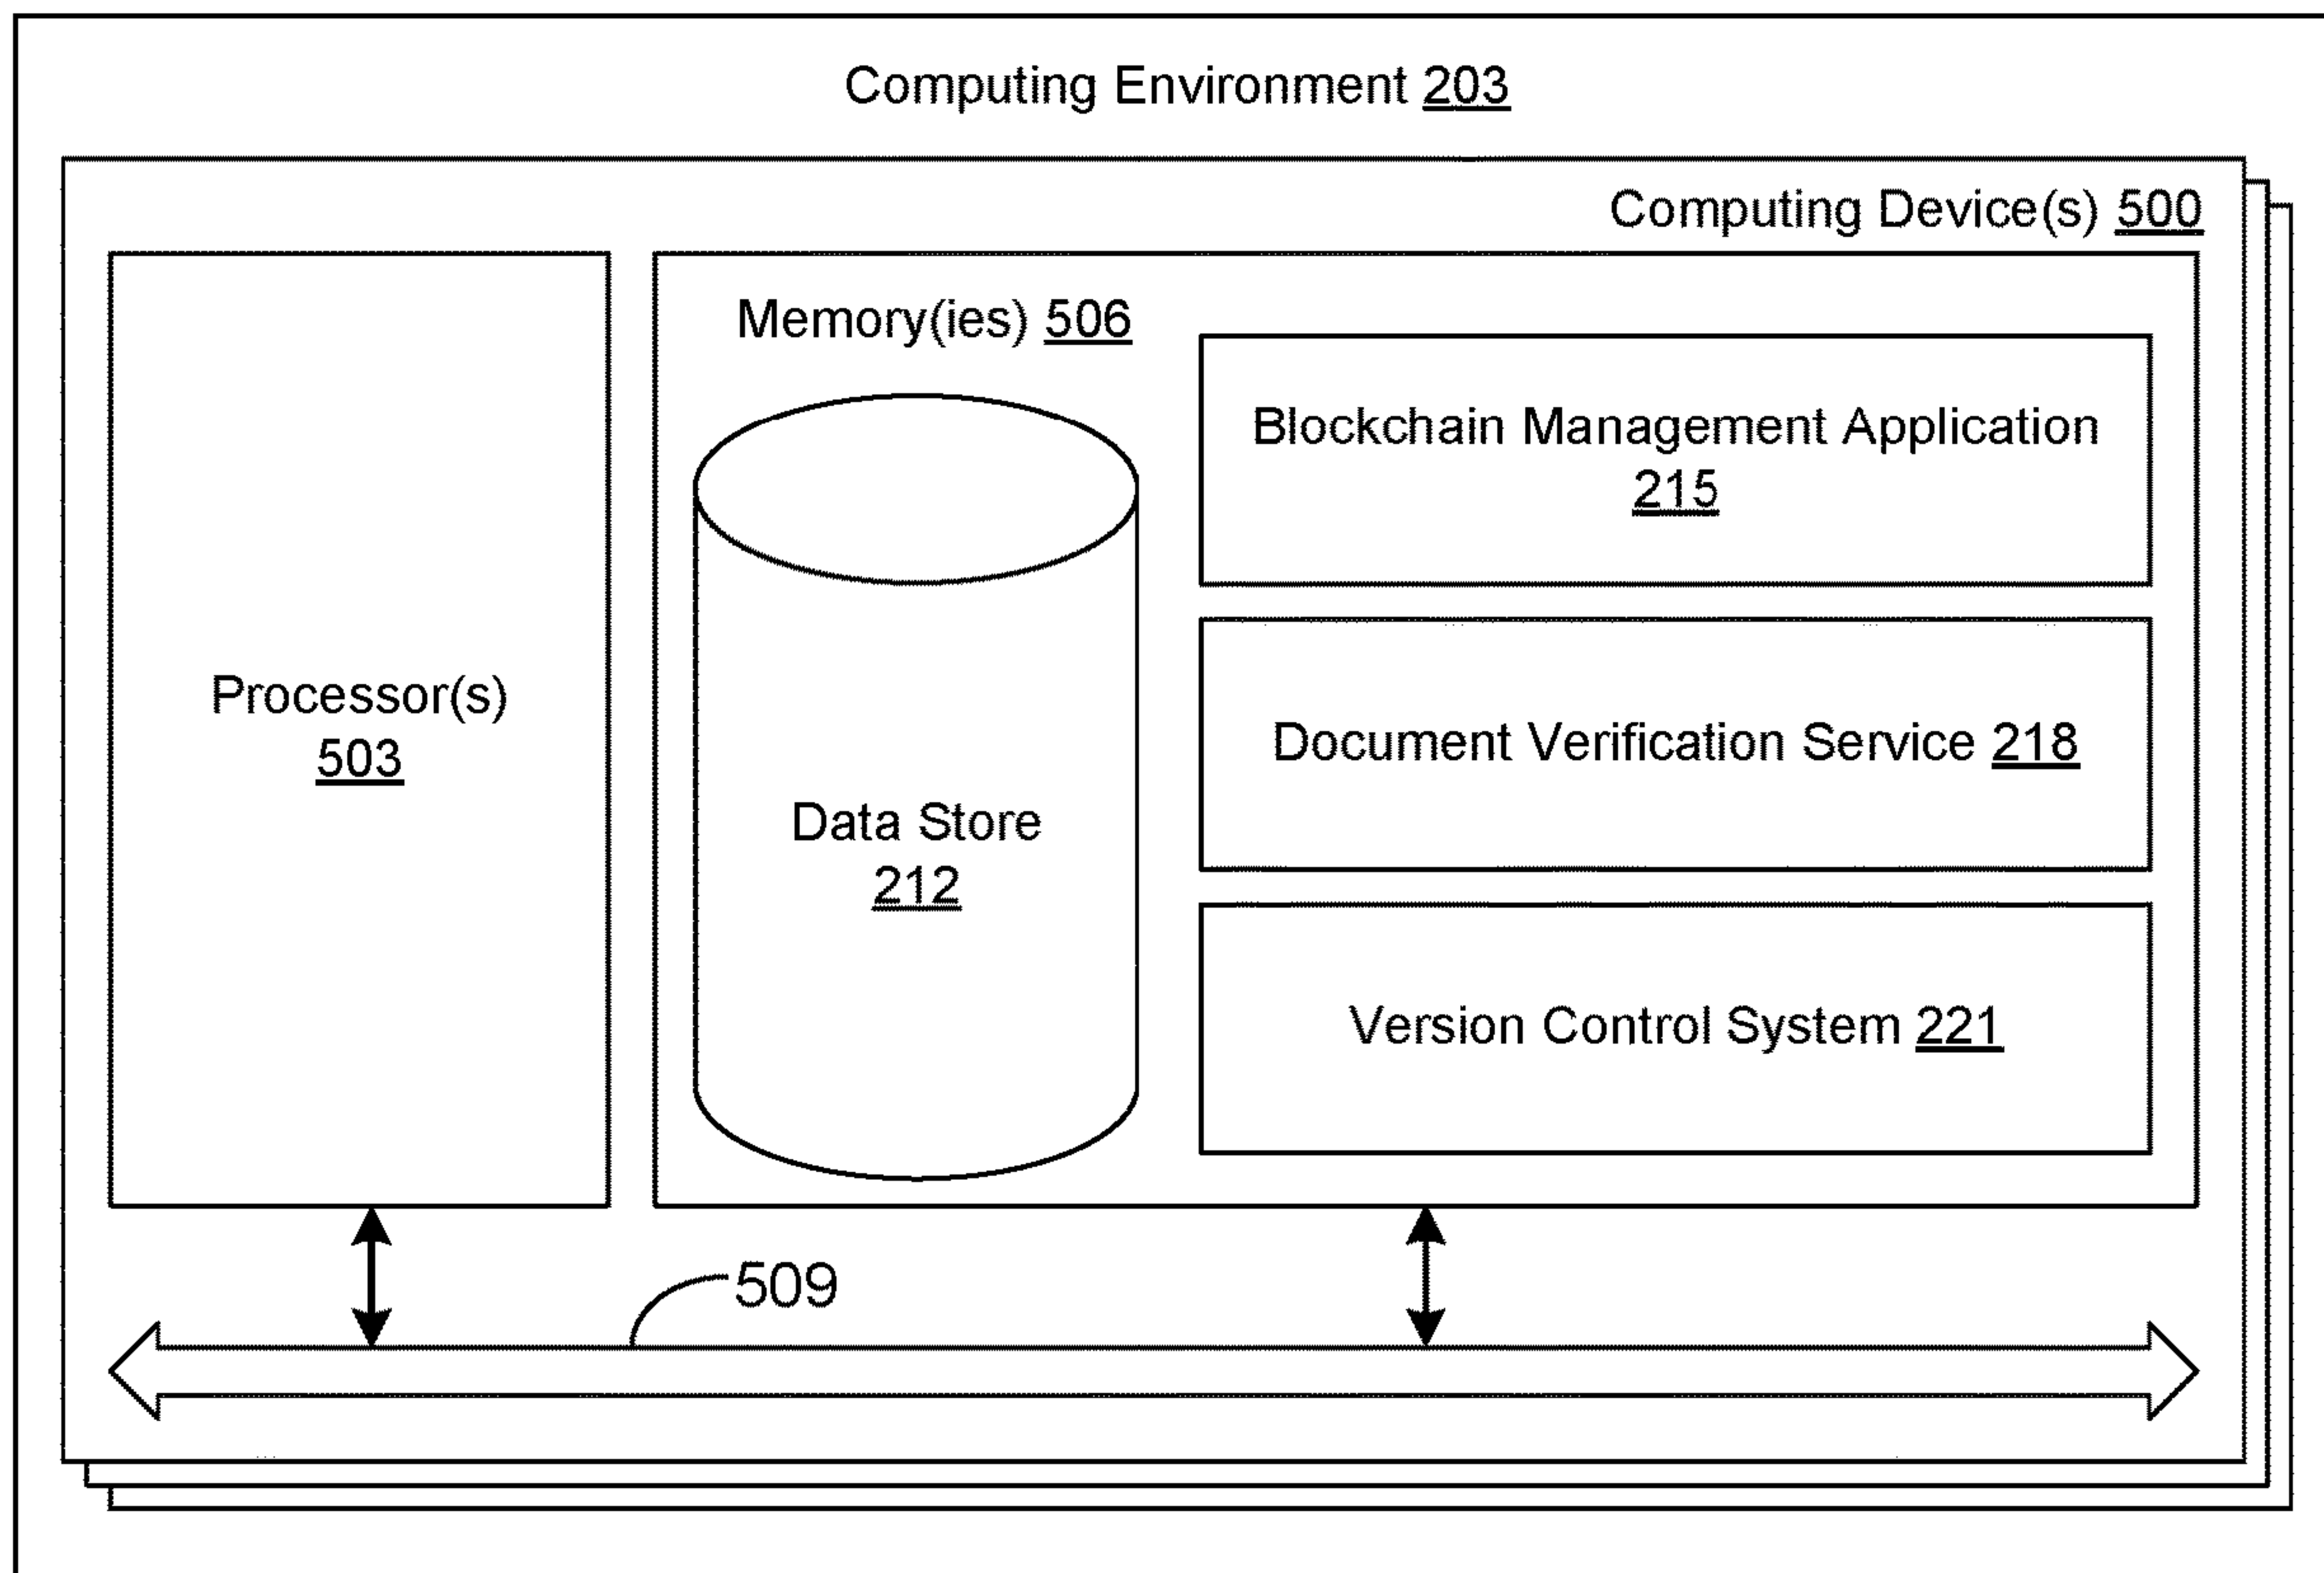 Computing Environment 203
Computing Device(s) 500
Memory(ies) 506
Blockchain Management Application
215
Processor(s)
503
Document Verification Service 218
Data Store
212
Version Control System 221
509